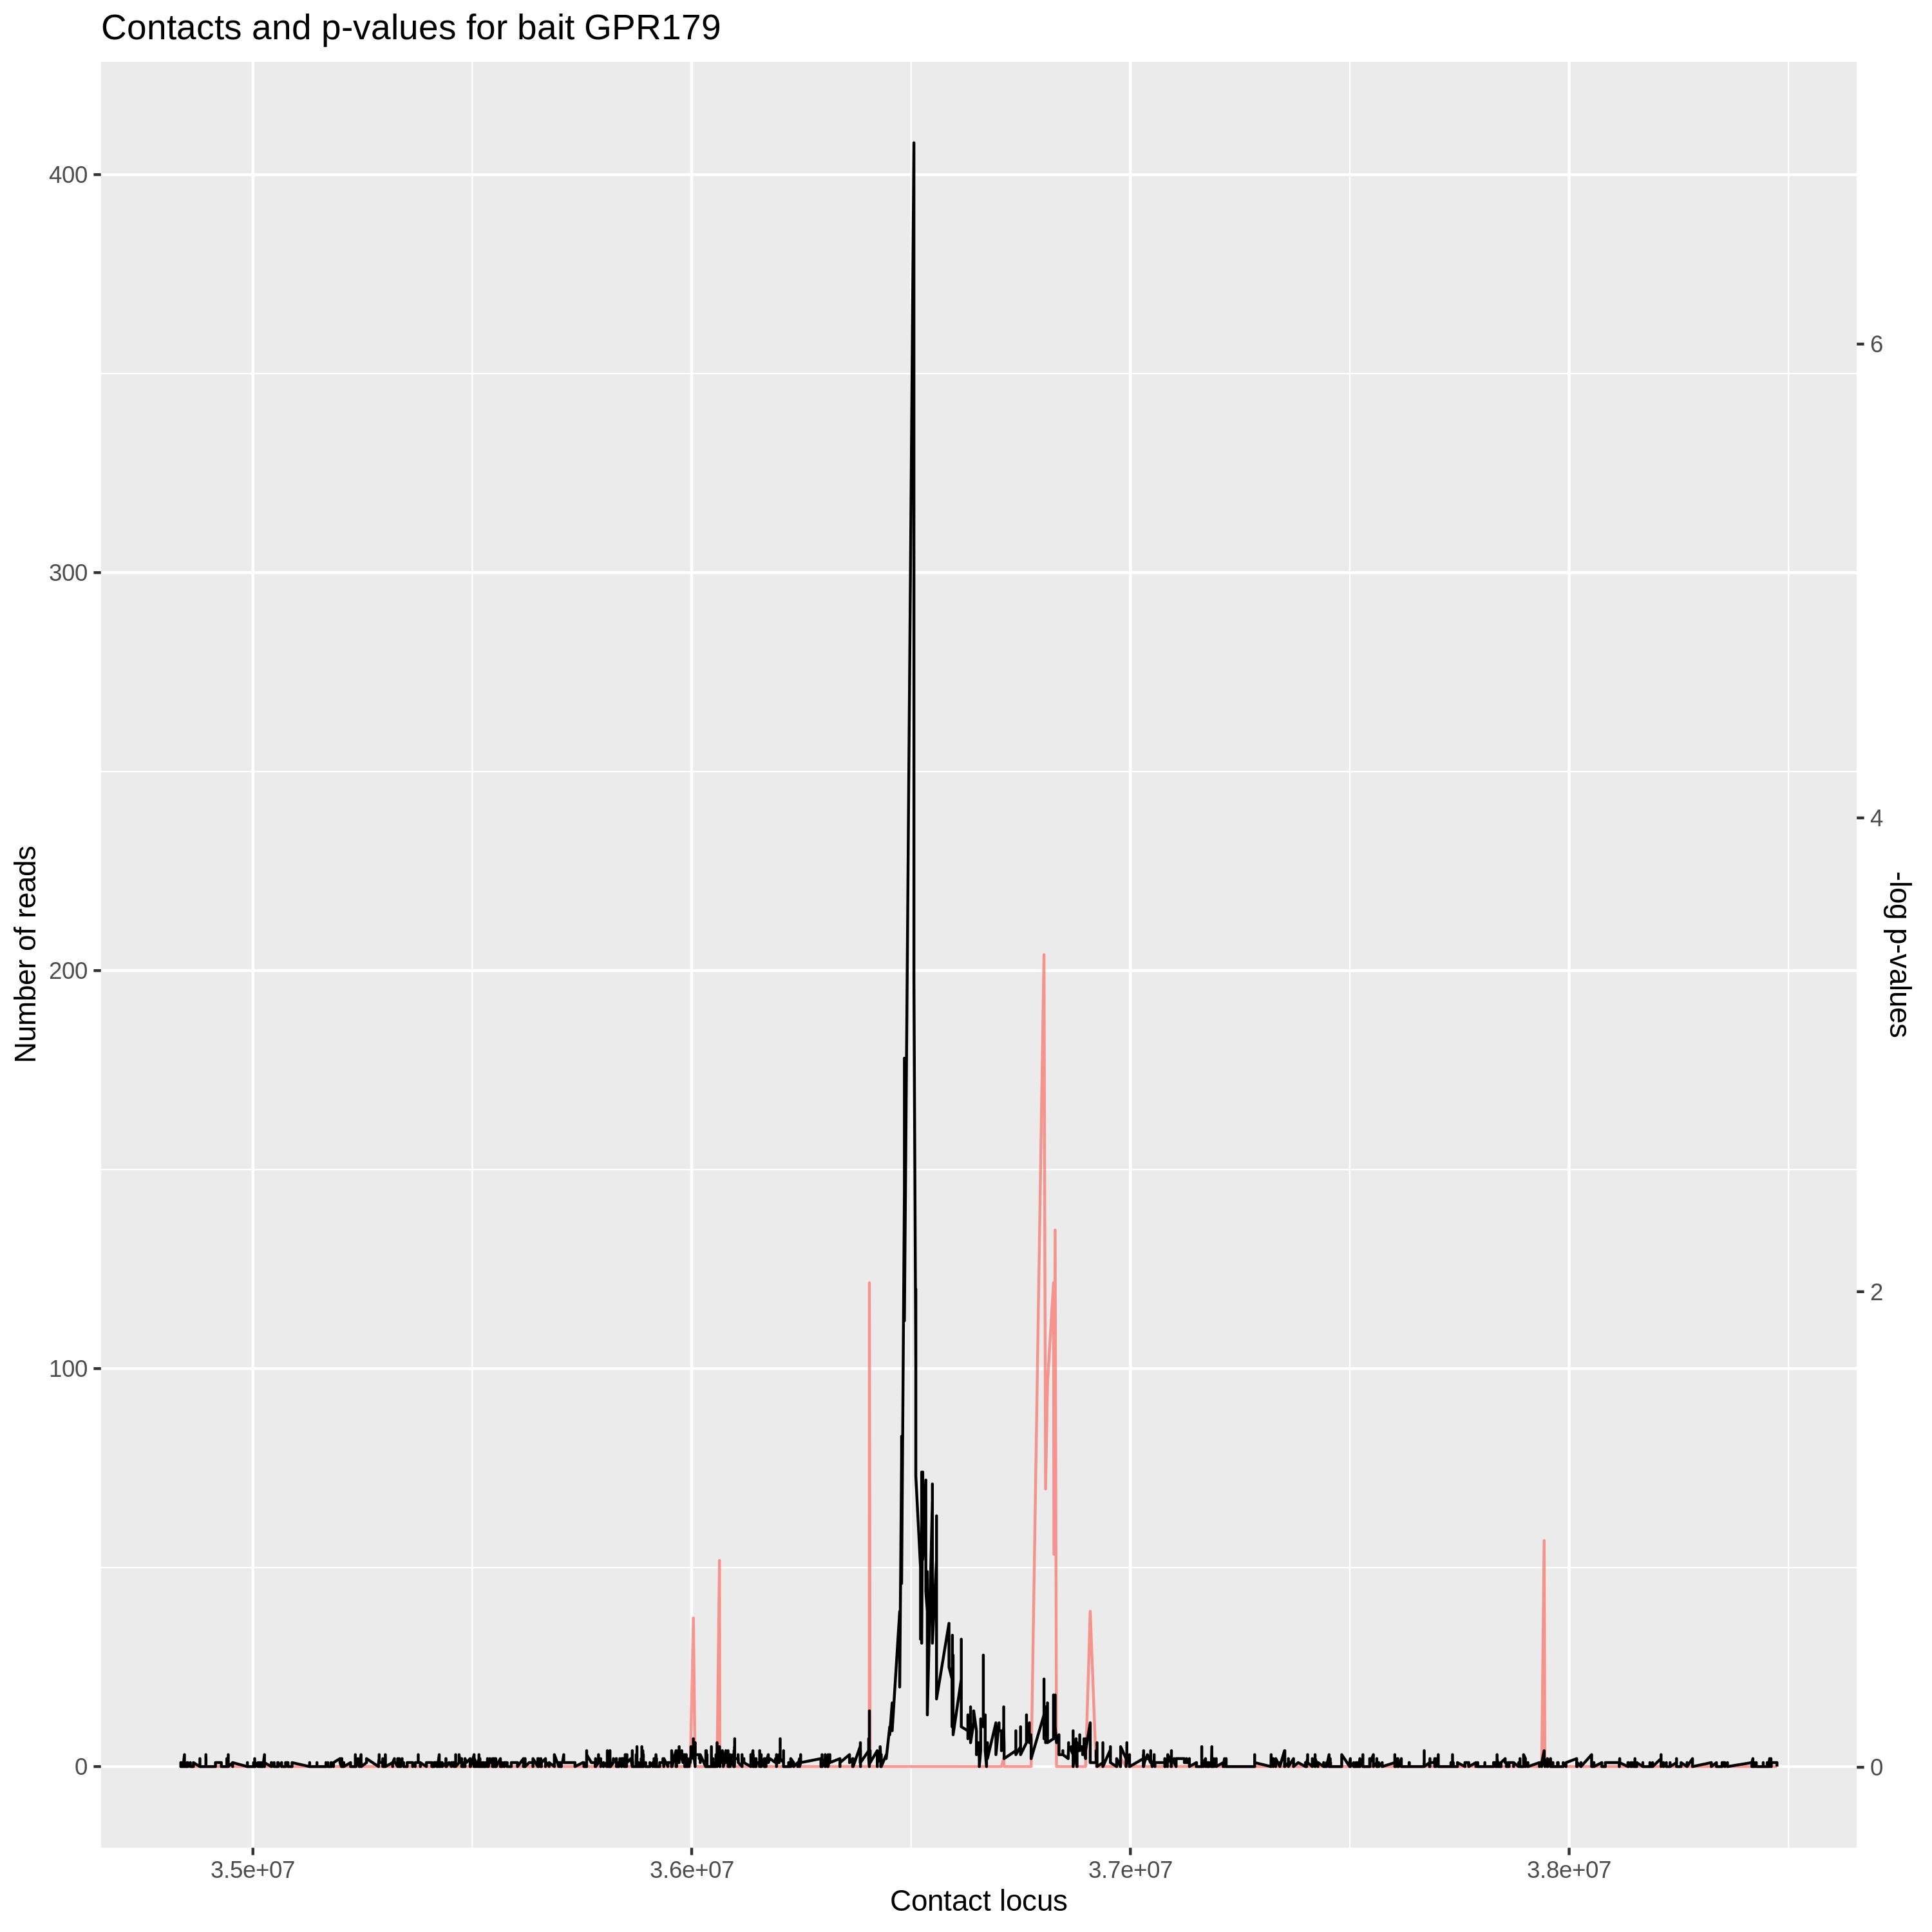 Contacts and p-values for bait GPR179
400
300
200
100
0
Number of reads
6
4
2
0
-log p-values
3.5e+07
3.6e+07
3.7e+07
3.8e+07
Contact locus